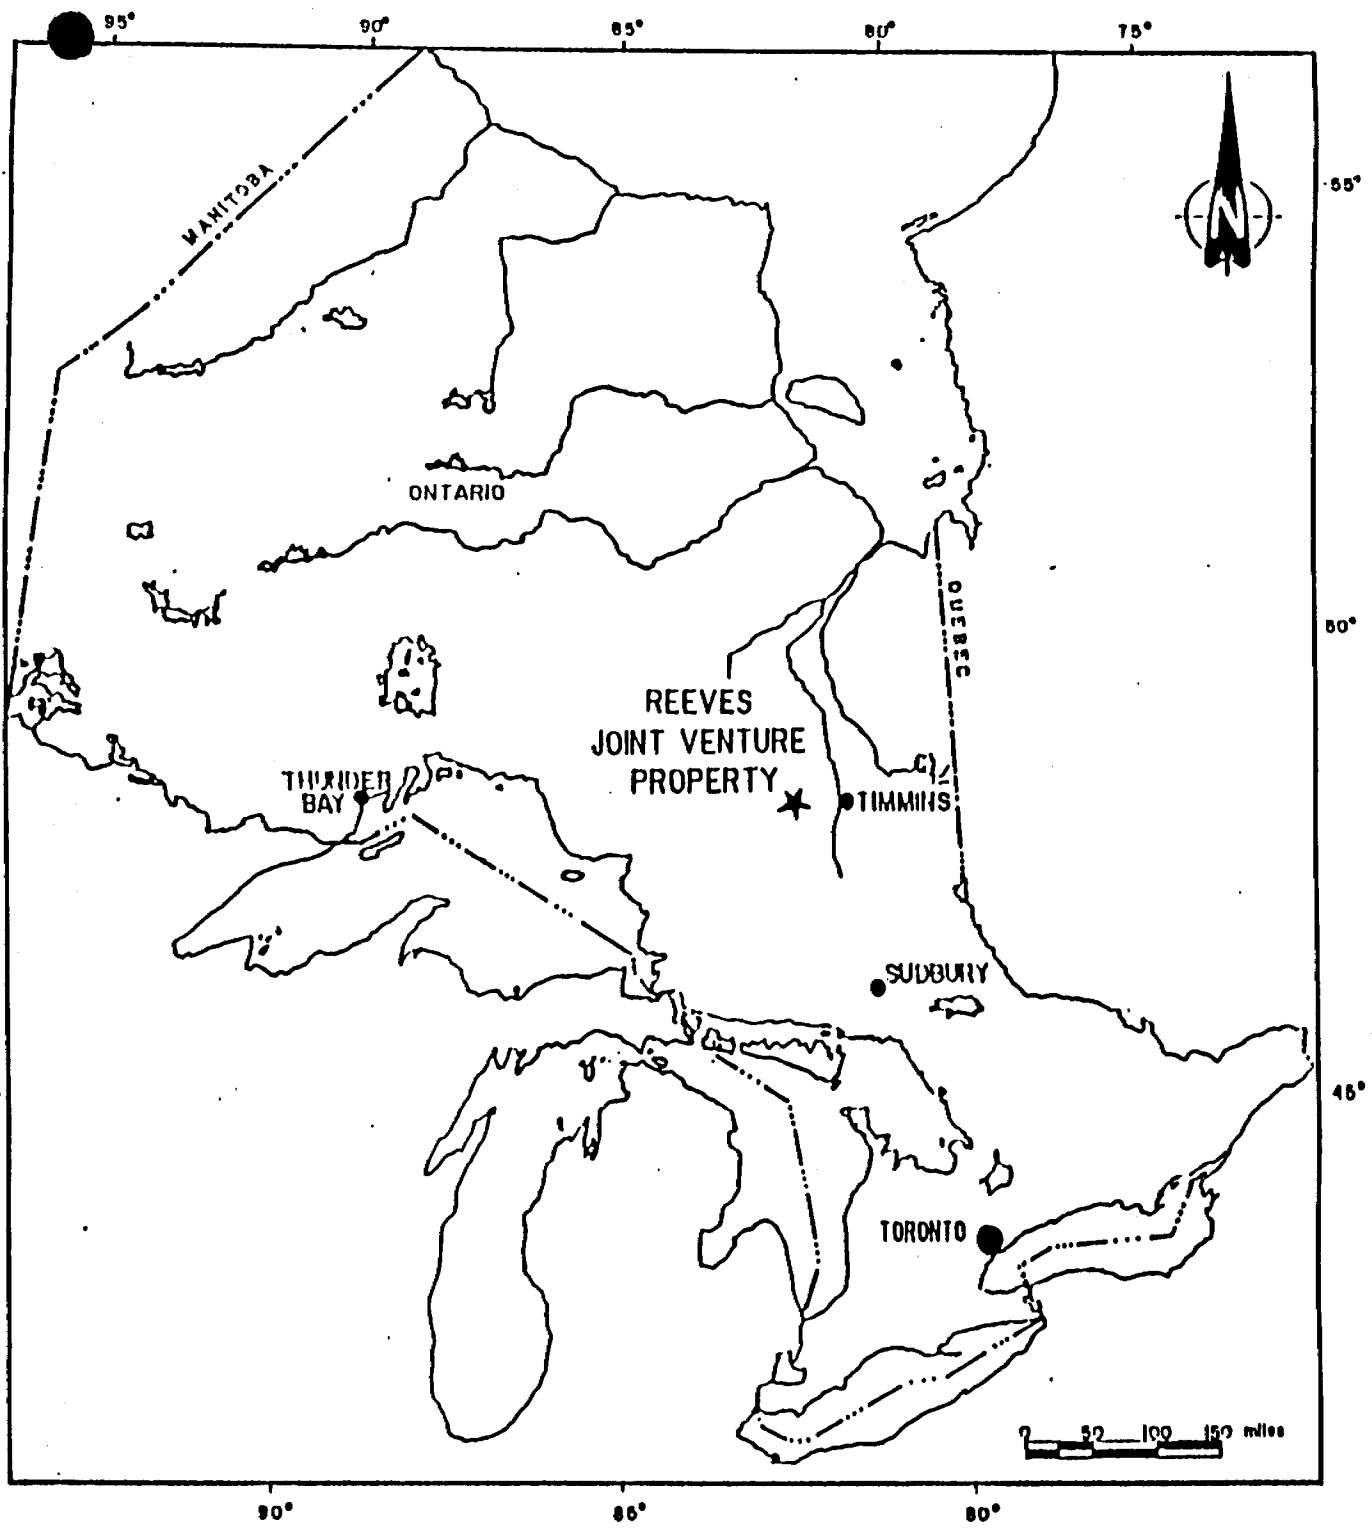 95° 90° 85° 80° 75°
MANITOBA
N
55°
ONTARIO
QUEBEC
50°
REEVES
JOINT VENTURE
PROPERTY
THUNDER
BAY
TIMMINS
SUDBURY
45°
TORONTO
0 50 100 150 miles
90° 85° 80°